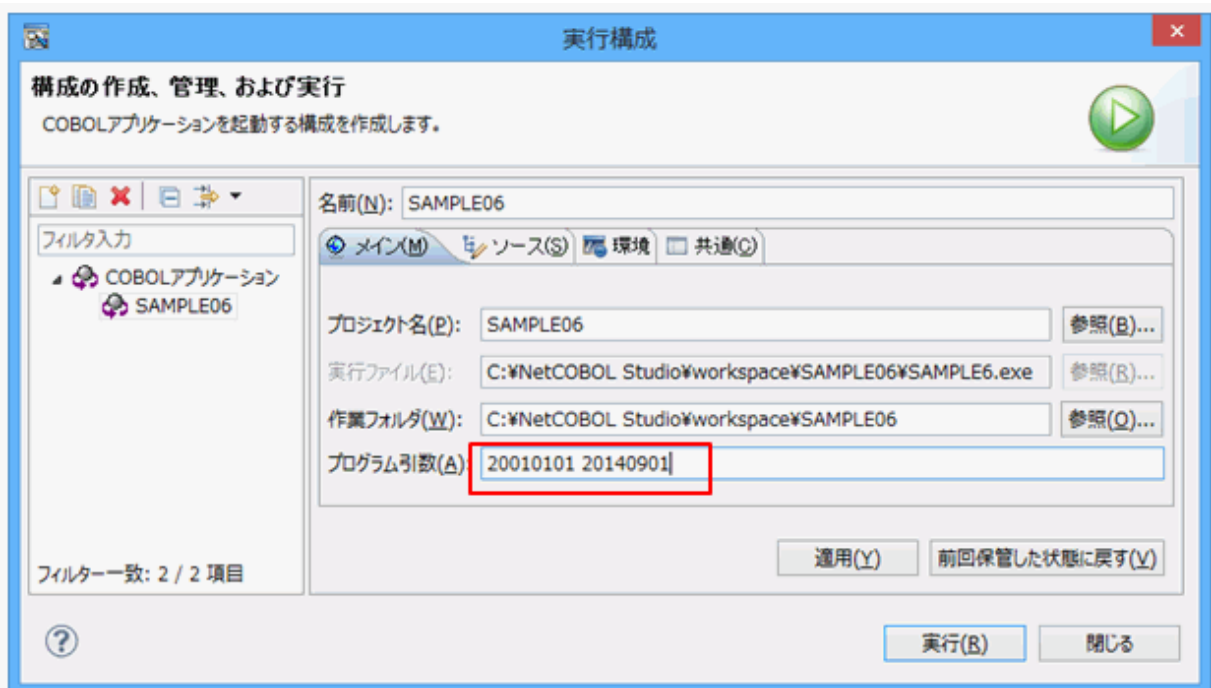 実行構成
構成の作成、管理、および実行
COBOLアプリケーションを起動する構成を作成します。
フィルタ入力
COBOLアプリケーション
SAMPLE06
フィルター一致: 2 / 2 項目
名前(N): SAMPLE06
メイン(M) ソース(S) 環境 共通(C)
プロジェクト名(P): SAMPLE06 参照(B)...
実行ファイル(E): C:¥NetCOBOL Studio¥workspace¥SAMPLE06¥SAMPLE6.exe 参照(R)...
作業フォルダ(W): C:¥NetCOBOL Studio¥workspace¥SAMPLE06 参照(O)...
プログラム引数(A): 20010101 20140901
適用(Y) 前回保管した状態に戻す(V)
実行(R) 閉じる